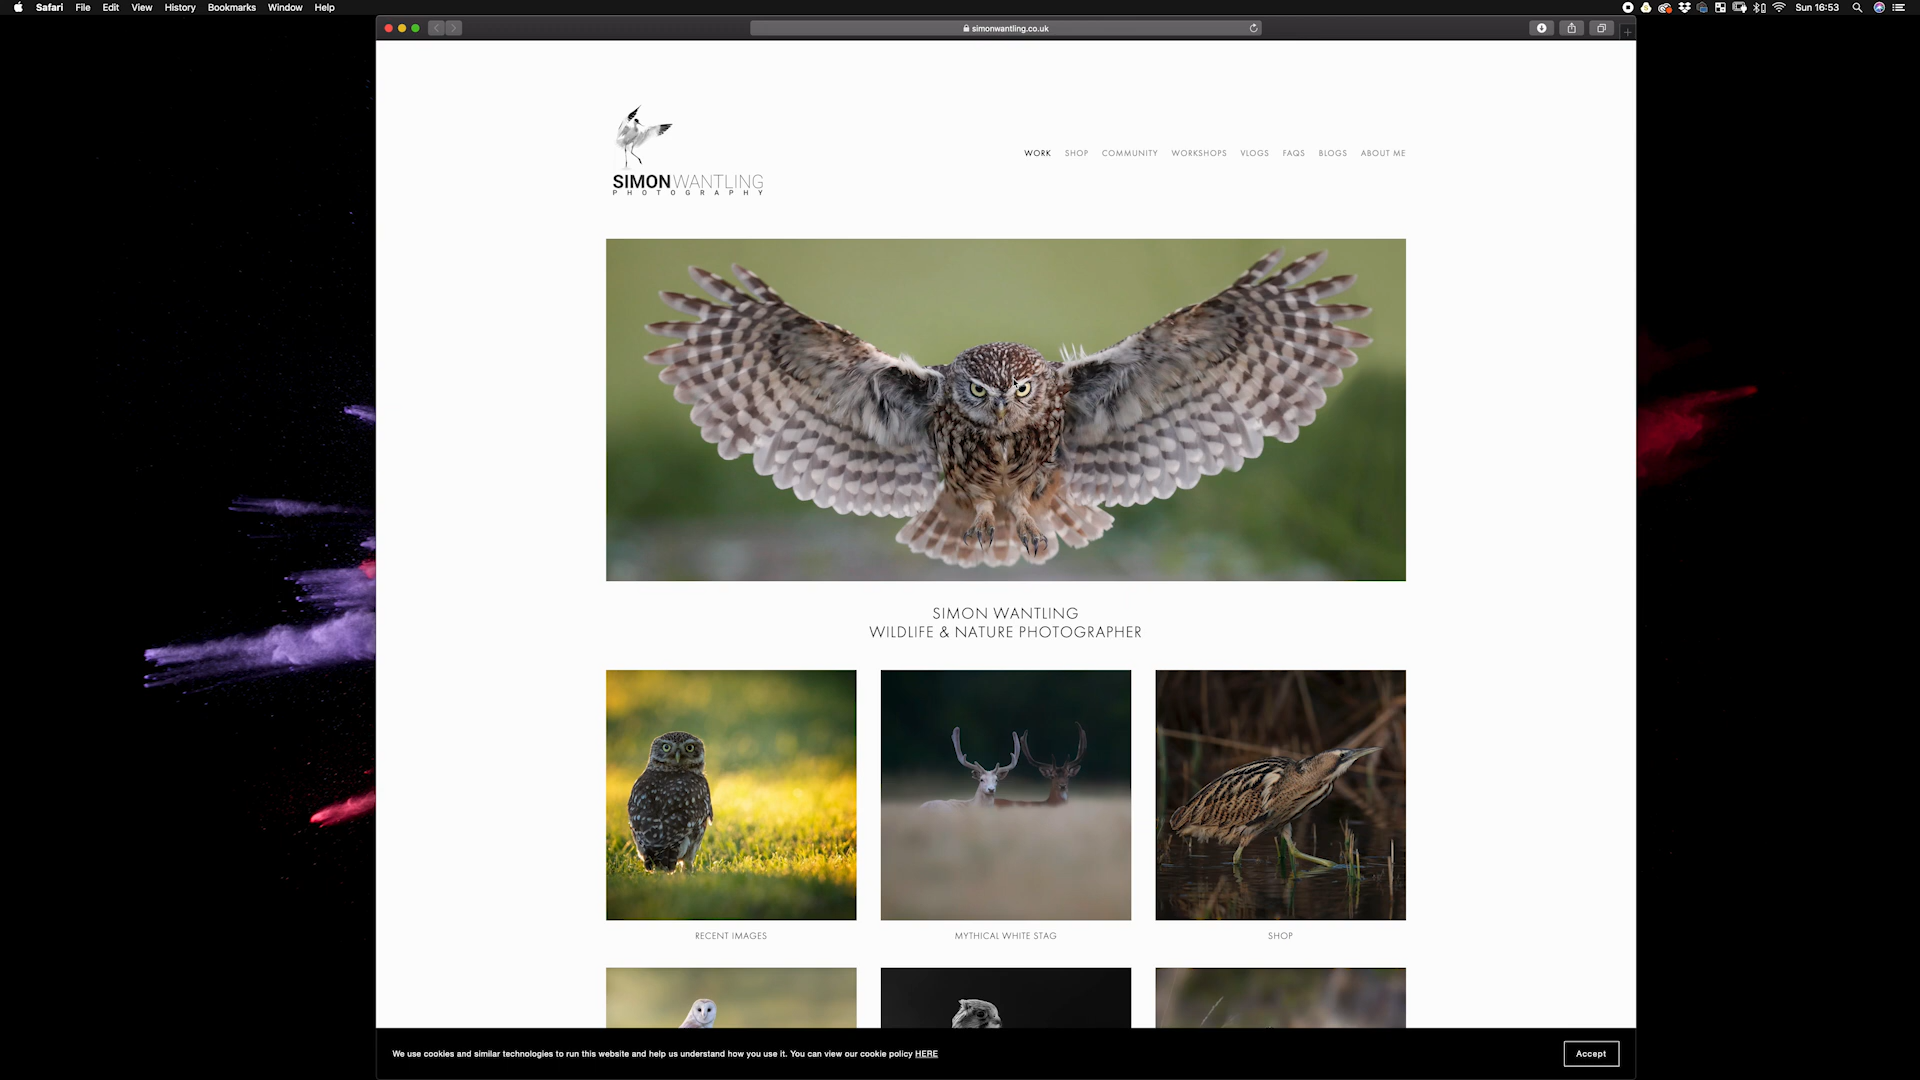 Safari File Edit View History Bookmarks Window Help
Sun 16:53
simonwantling.co.uk
SIMONWANTLING
PHOTOGRAPHY
WORK SHOP COMMUNITY WORKSHOPS VLOGS FAQS BLOGS ABOUT ME
SIMON WANTLING
WILDLIFE & NATURE PHOTOGRAPHER
RECENT IMAGES
MYTHICAL WHITE STAG
SHOP
We use cookies and similar technologies to run this website and help us understand how you use it. You can view our cookie policy HERE
Accept